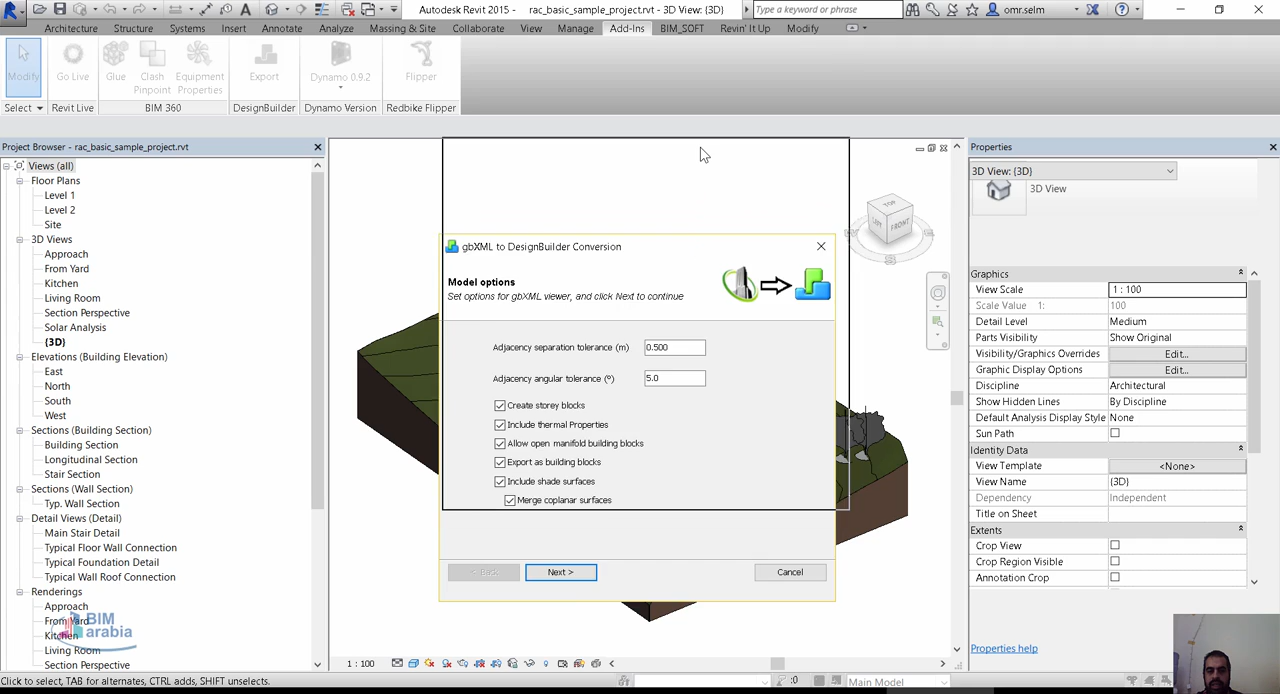 Autodesk Revit 2015 - rac_basic_sample_project.rvt - 3D View: {3D}
Type a keyword or phrase
omr.selm
Architecture Structure Systems Insert Annotate Analyze Massing & Site Collaborate View Manage Add-Ins BIM_SOFT Revin' It Up Modify
Modify
Go Live
Glue
Clash Pinpoint
Equipment Properties
Export
Dynamo 0.9.2
Flipper
Select Revit Live BIM 360 DesignBuilder Dynamo Version Redbike Flipper
Project Browser - rac_basic_sample_project.rvt
Views (all)
Floor Plans
Level 1
Level 2
Site
3D Views
Approach
From Yard
Kitchen
Living Room
Section Perspective
Solar Analysis
{3D}
Elevations (Building Elevation)
East
North
South
West
Sections (Building Section)
Building Section
Longitudinal Section
Stair Section
Sections (Wall Section)
Typ. Wall Section
Detail Views (Detail)
Main Stair Detail
Typical Floor Wall Connection
Typical Foundation Detail
Typical Wall Roof Connection
Renderings
Approach
From Yard
Kitchen
Living Room
Section Perspective
BIM
arabia
TOP
LEFT
FRONT
S
gbXML to DesignBuilder Conversion
Model options
Set options for gbXML viewer, and click Next to continue
Adjacency separation tolerance (m) 0.500
Adjacency angular tolerance (º) 5.0
Create storey blocks
Include thermal Properties
Allow open manifold building blocks
Export as building blocks
Include shade surfaces
Merge coplanar surfaces
< Back Next > Cancel
Properties
3D View: {3D}
3D View
Graphics
View Scale 1 : 100
Scale Value 1: 100
Detail Level Medium
Parts Visibility Show Original
Visibility/Graphics Overrides Edit...
Graphic Display Options Edit...
Discipline Architectural
Show Hidden Lines By Discipline
Default Analysis Display Style None
Sun Path
Identity Data
View Template <None>
View Name {3D}
Dependency Independent
Title on Sheet
Extents
Crop View
Crop Region Visible
Annotation Crop
Properties help
1 : 100
Click to select, TAB for alternates, CTRL adds, SHIFT unselects.
:0
Main Model